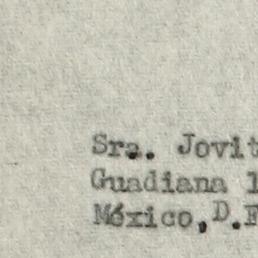 Sra. Jovit
Guadiana 1
México, D.F